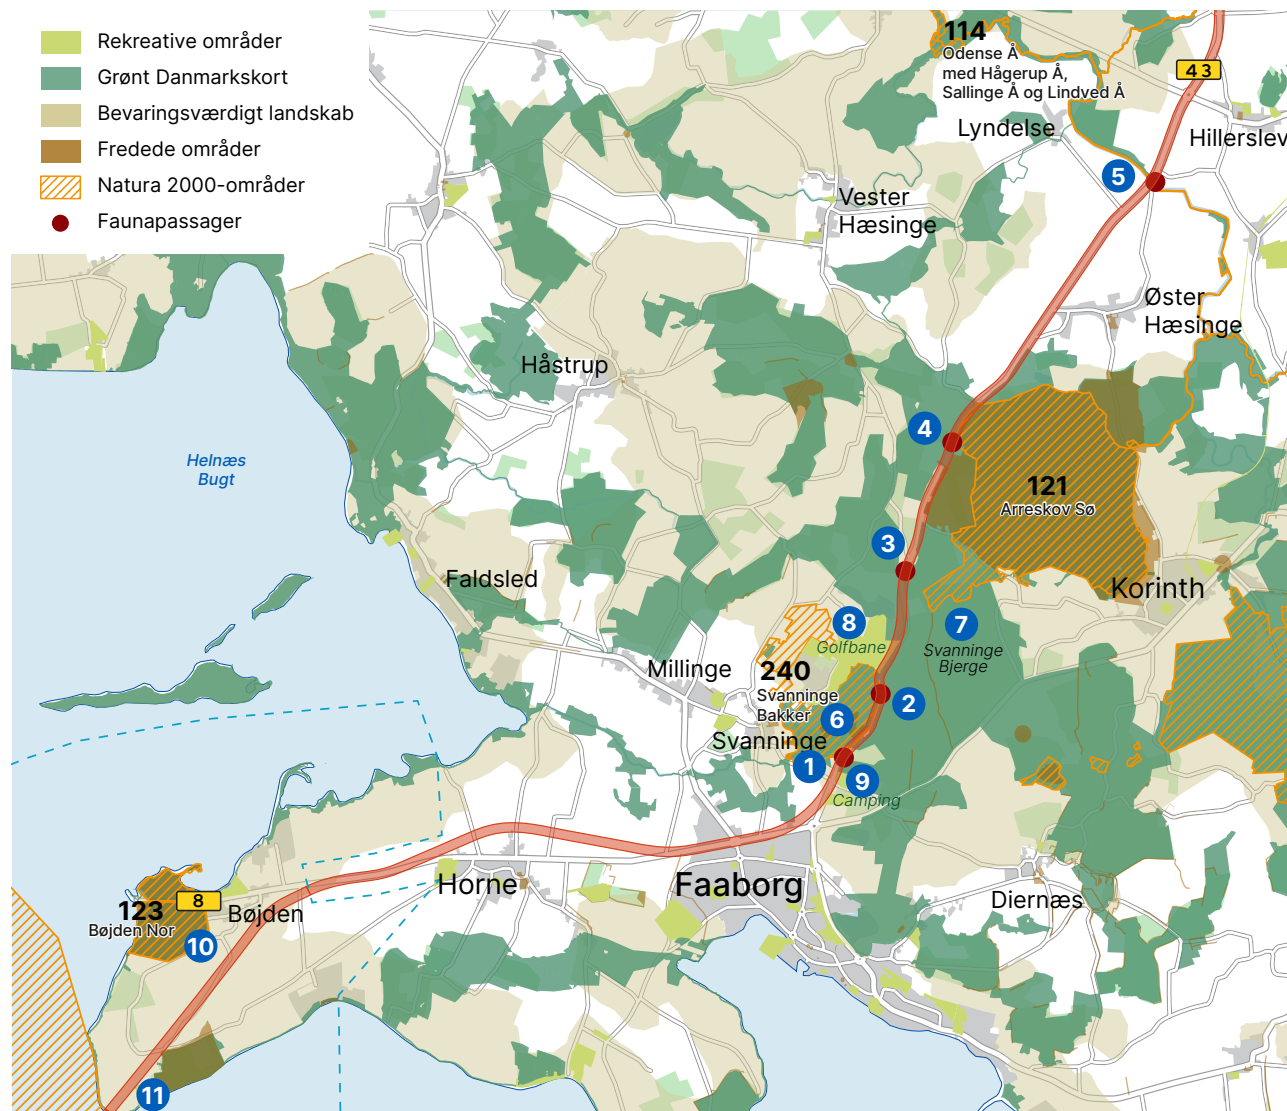 Rekreative områder
Grønt Danmarkskort
Bevaringsværdigt landskab
Fredede områder
Natura 2000-områder
Faunapassager
114
Odense Å
med Hågerup Å,
Sallinge Å og Lindved Å
43
Lyndelse
Hillerslev
5
Vester
Hæsinge
Øster
Hæsinge
Håstrup
4
Helnæs
Bugt
121
Arreskov Sø
3
Faldsled
Korinth
8
Golfbane
7
Svanninge
Bjerge
Millinge
240
Svanninge
Bakker
6
2
Svanninge
1
9
Camping
Horne
Faaborg
Diernæs
8
123
Bøjden Nor
Bøjden
10
11